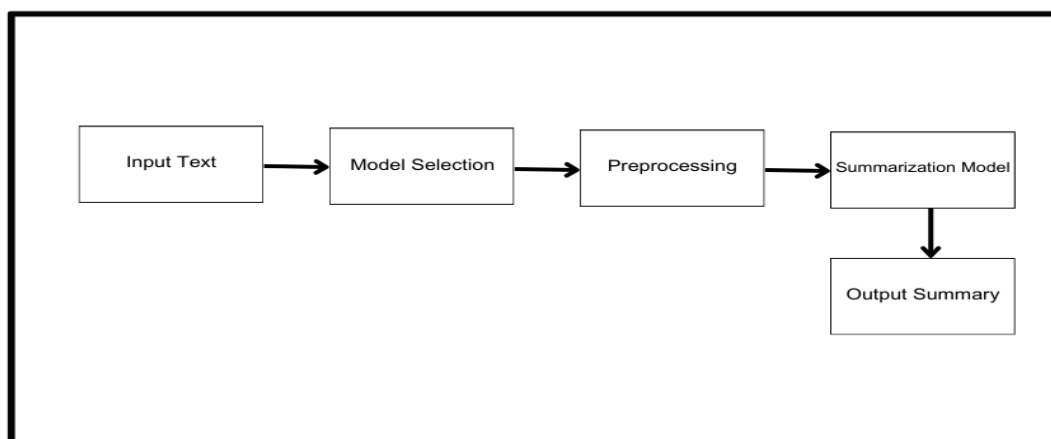 Input Text
Model Selection
Preprocessing
Summarization Model
Output Summary